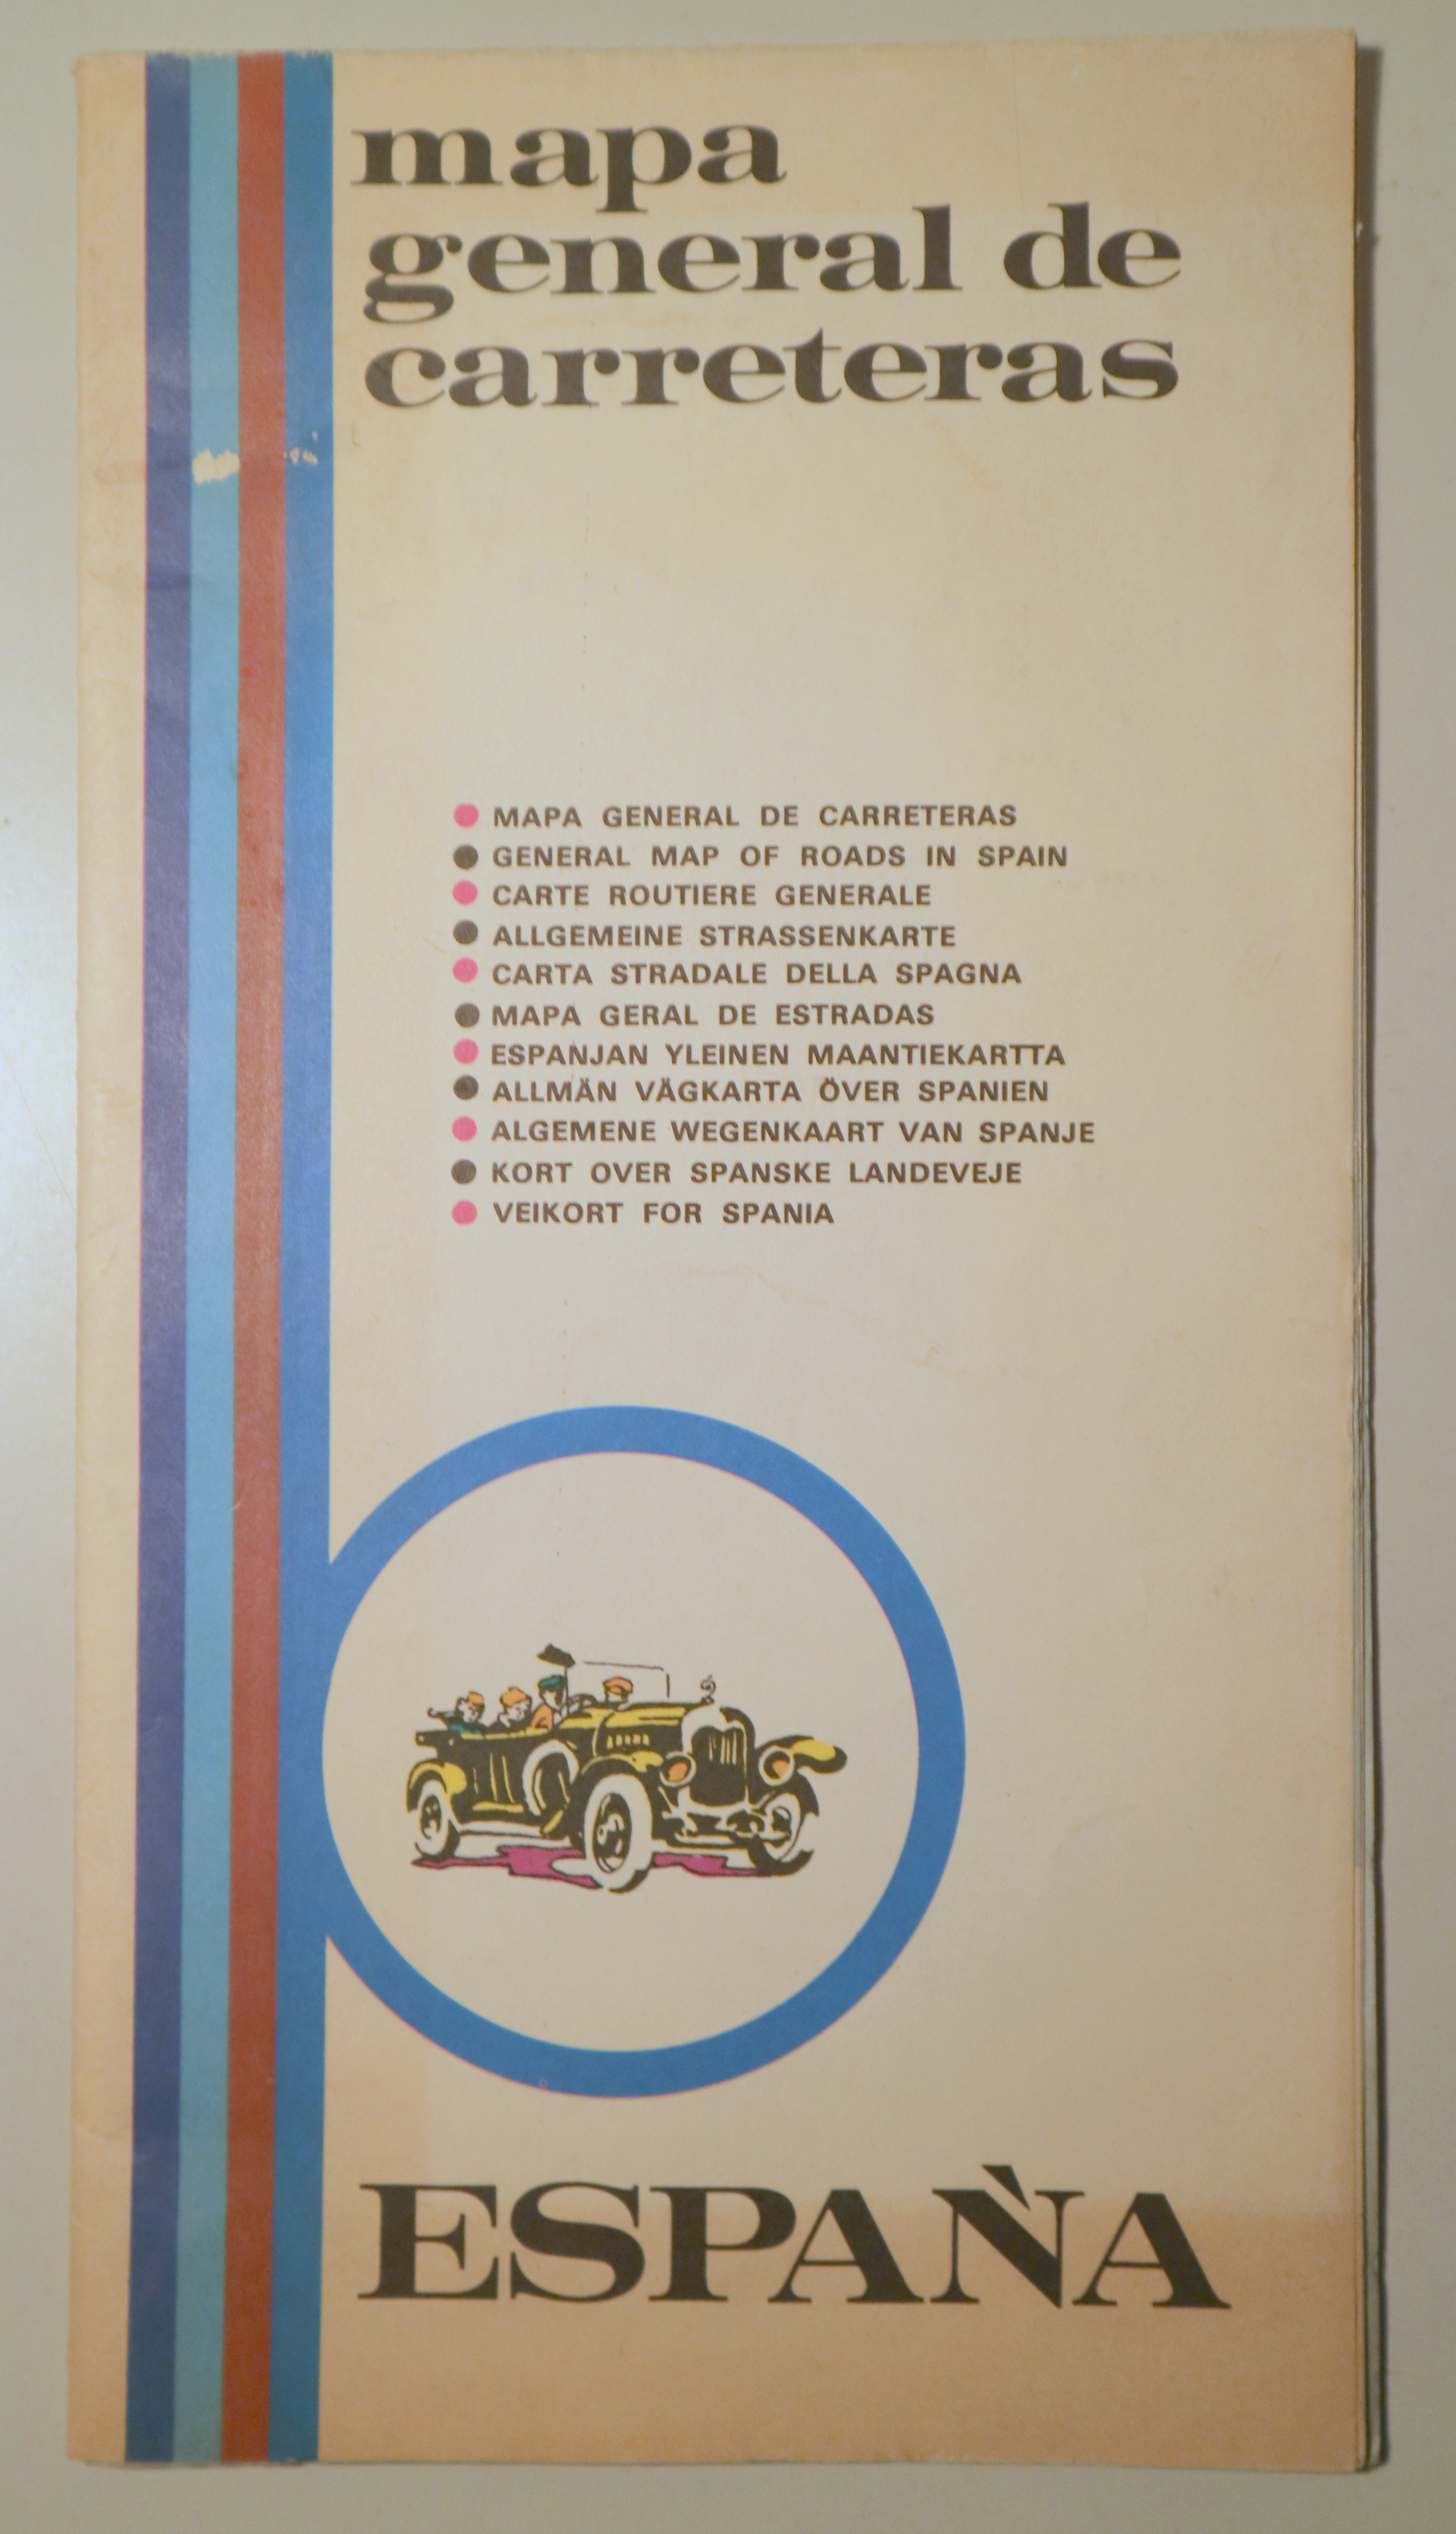 mapa
general de
carreteras
MAPA GENERAL DE CARRETERAS
GENERAL MAP OF ROADS IN SPAIN
CARTE ROUTIERE GENERALE
ALLGEMEINE STRASSENKARTE
CARTA STRADALE DELLA SPAGNA
MAPA GERAL DE ESTRADAS
ESPANJAN YLEINEN MAANTIEKARTTA
ALLMÄN VÄGKARTA ÖVER SPANIEN
ALGEMENE WEGENKAART VAN SPANJE
KORT OVER SPANSKE LANDEVEJE
VEIKORT FOR SPANIA
ESPAÑA